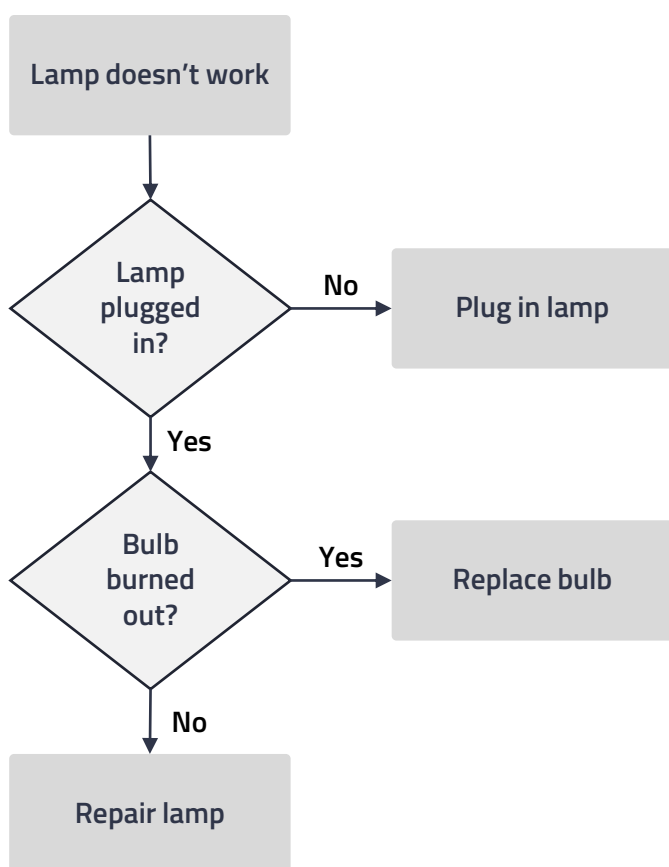 Lamp doesn’t work
Lamp
plugged
in?
No
Plug in lamp
Yes
Bulb
burned
out?
Yes
Replace bulb
No
Repair lamp